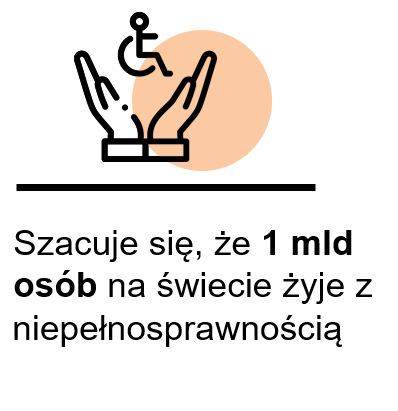 Szacuje się, że 1 mld
osób na świecie żyje z
niepełnosprawnością